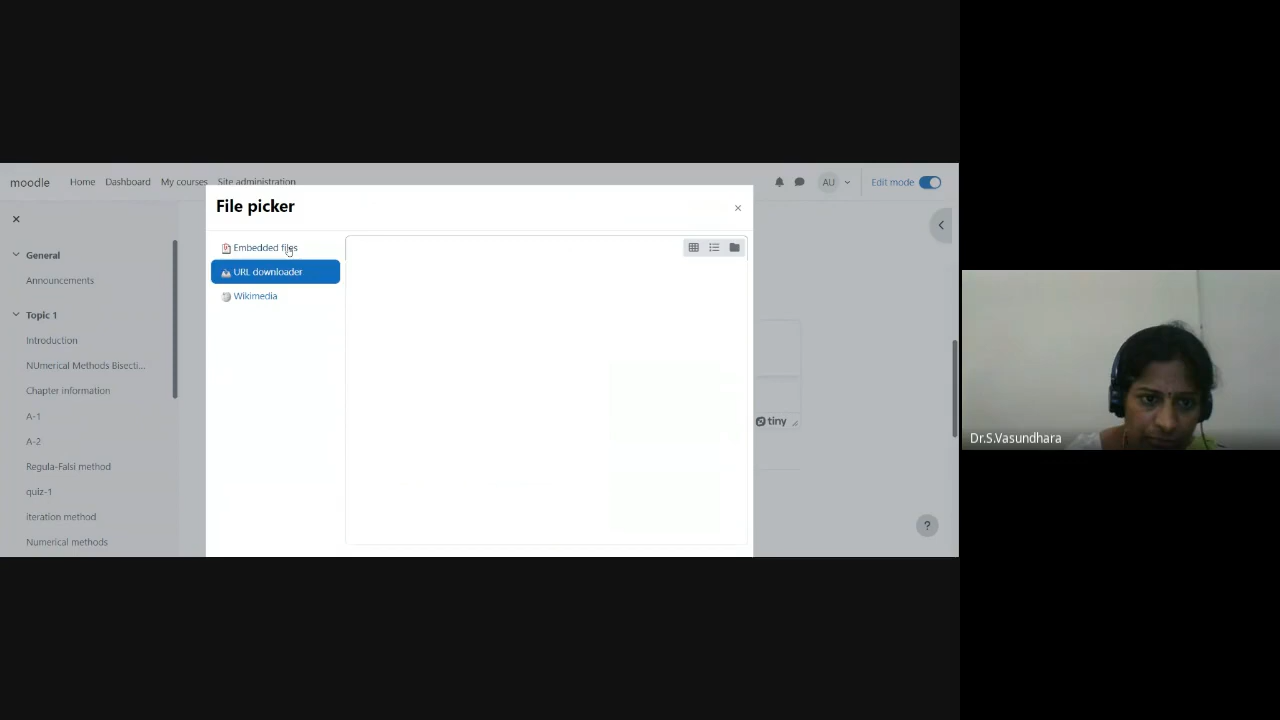 moodle Home Dashboard My courses Site administration AU Edit mode
File picker
×
Embedded files
URL downloader
Wikimedia
×
General
Announcements
Topic 1
Introduction
NUmerical Methods Bisecti...
Chapter information
A-1
A-2
Regula-Falsi method
quiz-1
iteration method
Numerical methods
tiny
?
Dr.S.Vasundhara